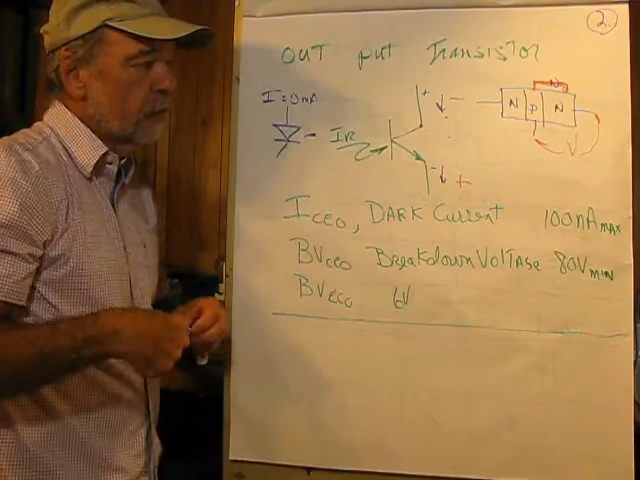 2
OUT put Transistor
I=0mA
IR
+ -
- +
N P N
N
V
ICEO, DARK Current 100nA MAX
BVCEO Breakdown Voltage 80V MIN
BVECO 6V